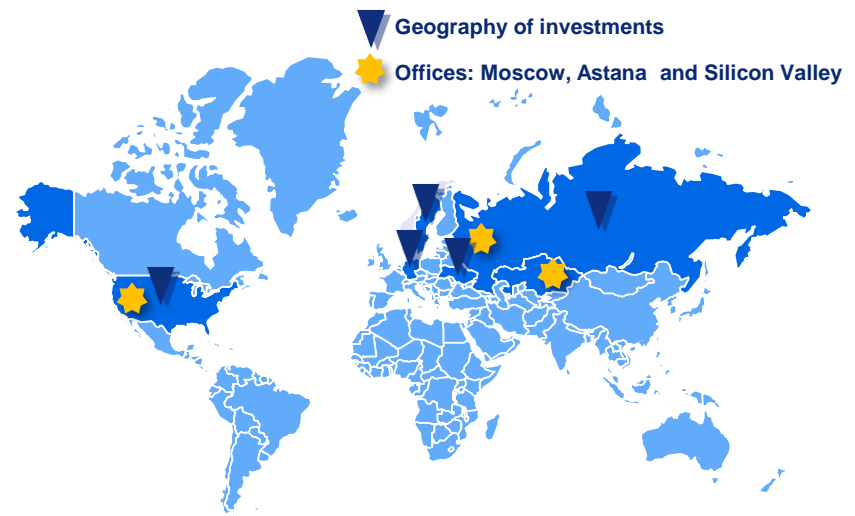 Geography of investments
Offices: Moscow, Astana and Silicon Valley